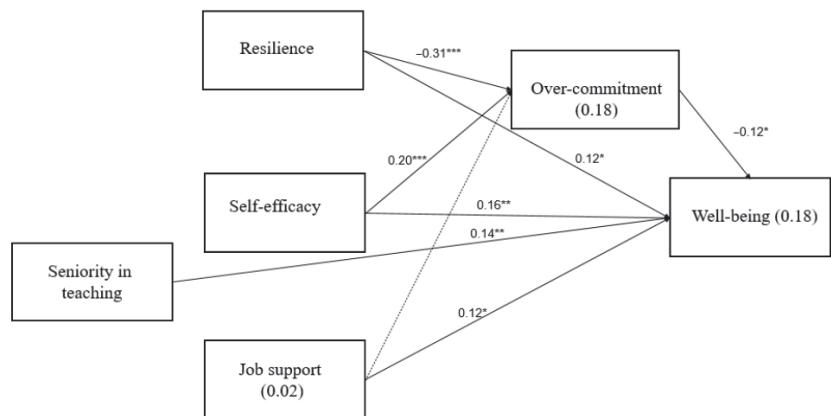 Resilience
−0.31***
Over-commitment
(0.18)
−0.12*
0.20***
0.12*
Self-efficacy
0.16**
Well-being (0.18)
0.14**
Seniority in
teaching
0.12*
Job support
(0.02)